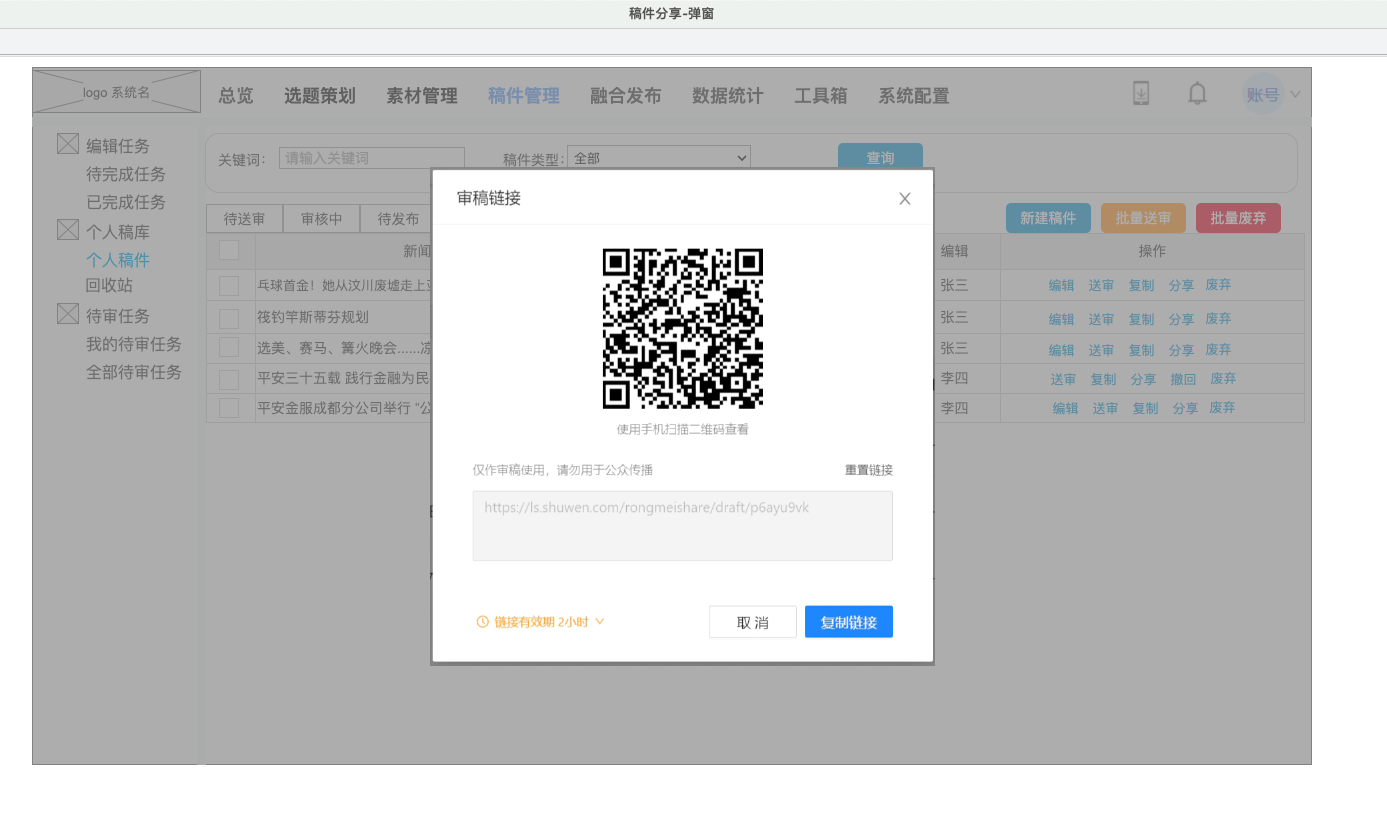 稿件分享-弹窗
logo 系统名
总览 选题策划 素材管理 稿件管理 融合发布 数据统计 工具箱 系统配置 账号
编辑任务
待完成任务
已完成任务
个人稿库
个人稿件
回收站
待审任务
我的待审任务
全部待审任务
关键词： 请输入关键词 稿件类型： 全部 查询
待送审 审核中 待发布 新建稿件 批量送审 批量废弃
新闻 编辑 操作
乓球首金！她从汶川废墟走上 张三 编辑 送审 复制 分享 废弃
筏钓竿斯蒂芬规划 张三 编辑 送审 复制 分享 废弃
选美、赛马、篝火晚会……冻 张三 编辑 送审 复制 分享 废弃
平安三十五载 践行金融为民 李四 送审 复制 分享 撤回 废弃
平安金服成都分公司举行 “公 李四 编辑 送审 复制 分享 废弃
审稿链接
使用手机扫描二维码查看
仅作审稿使用，请勿用于公众传播 重置链接
https://ls.shuwen.com/rongmeishare/draft/p6ayu9vk
链接有效期 2小时 取 消 复制链接